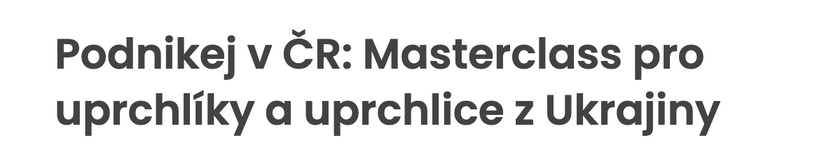 Podnikej v ČR: Masterclass pro
uprchlíky a uprchlice z Ukrajiny